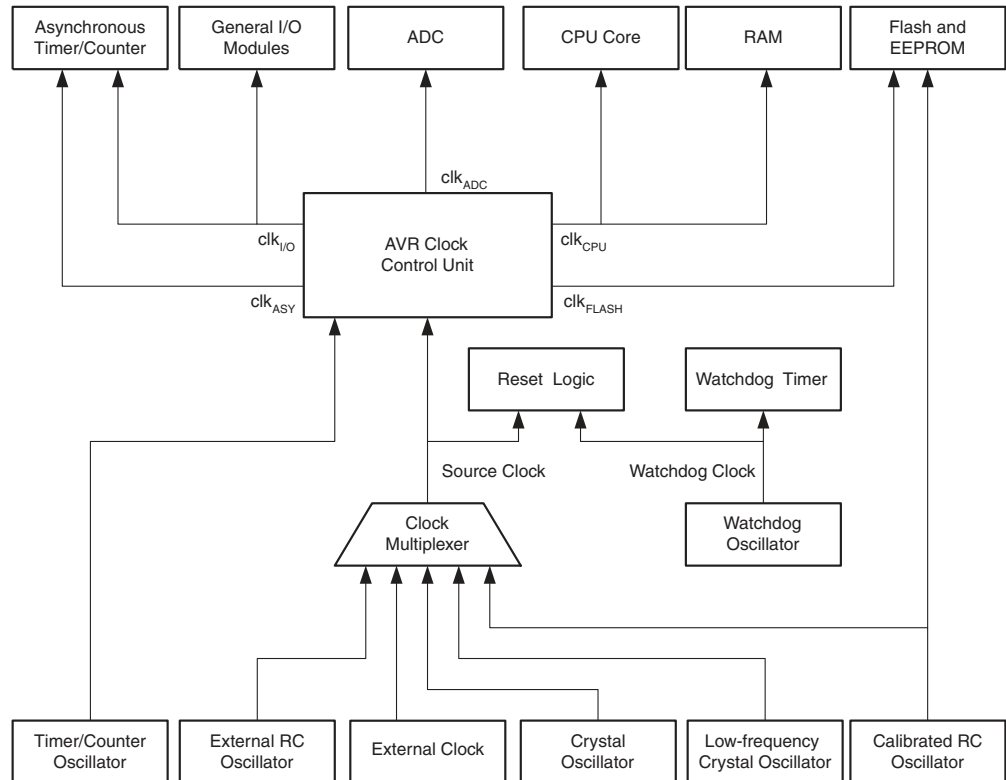 Asynchronous
Timer/Counter
General I/O
Modules
ADC
CPU Core
RAM
Flash and
EEPROM
clkADC
clkI/O
AVR Clock
Control Unit
clkCPU
clkASY
clkFLASH
Reset Logic
Watchdog Timer
Source Clock
Watchdog Clock
Clock
Multiplexer
Watchdog
Oscillator
Timer/Counter
Oscillator
External RC
Oscillator
External Clock
Crystal
Oscillator
Low-frequency
Crystal Oscillator
Calibrated RC
Oscillator